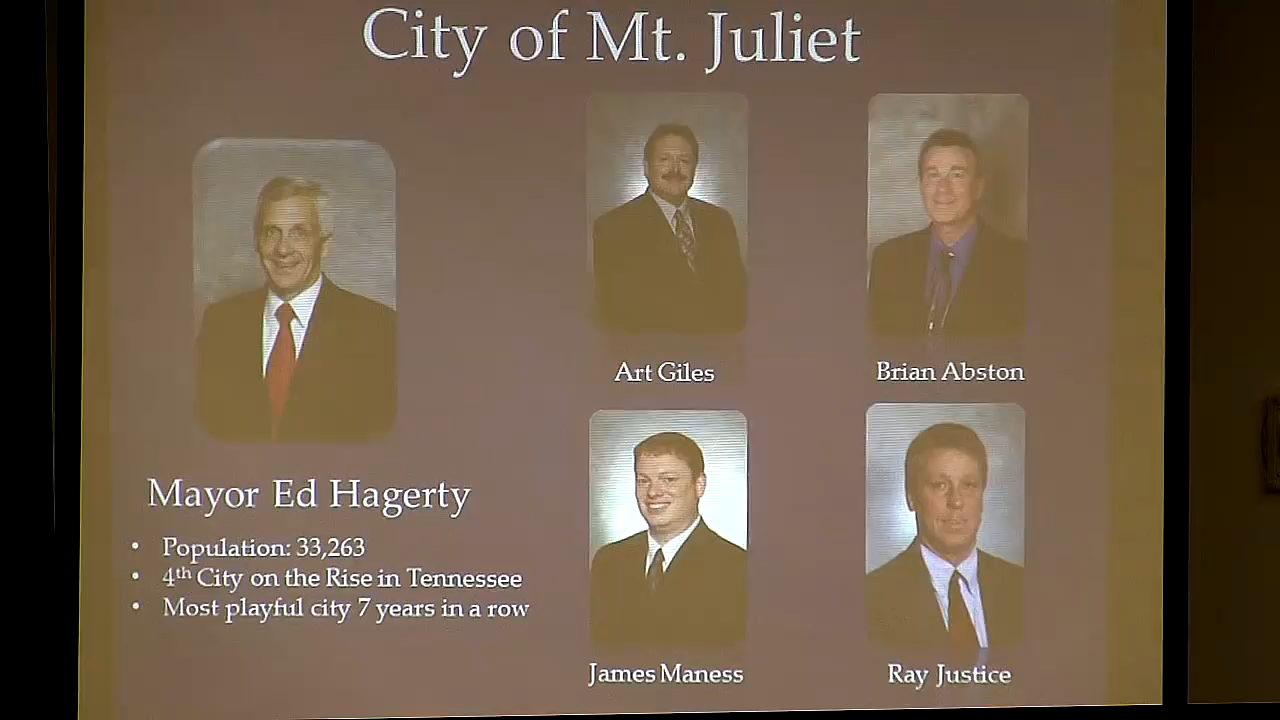 City of Mt. Juliet
Art Giles
Brian Abston
Mayor Ed Hagerty
• Population: 33,263
• 4th City on the Rise in Tennessee
• Most playful city 7 years in a row
James Maness
Ray Justice